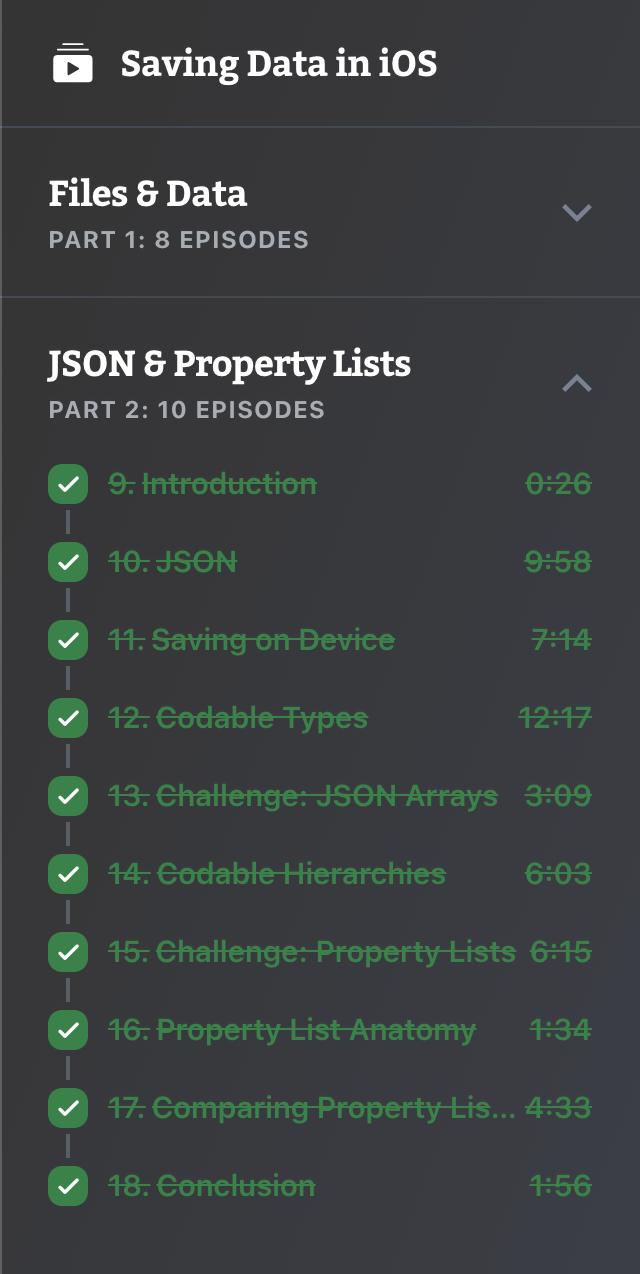 Saving Data in iOS
Files & Data
PART 1: 8 EPISODES
JSON & Property Lists
PART 2: 10 EPISODES
9. Introduction 0:26
10. JSON 9:58
11. Saving on Device 7:14
12. Codable Types 12:17
13. Challenge: JSON Arrays 3:09
14. Codable Hierarchies 6:03
15. Challenge: Property Lists 6:15
16. Property List Anatomy 1:34
17. Comparing Property Lis... 4:33
18. Conclusion 1:56